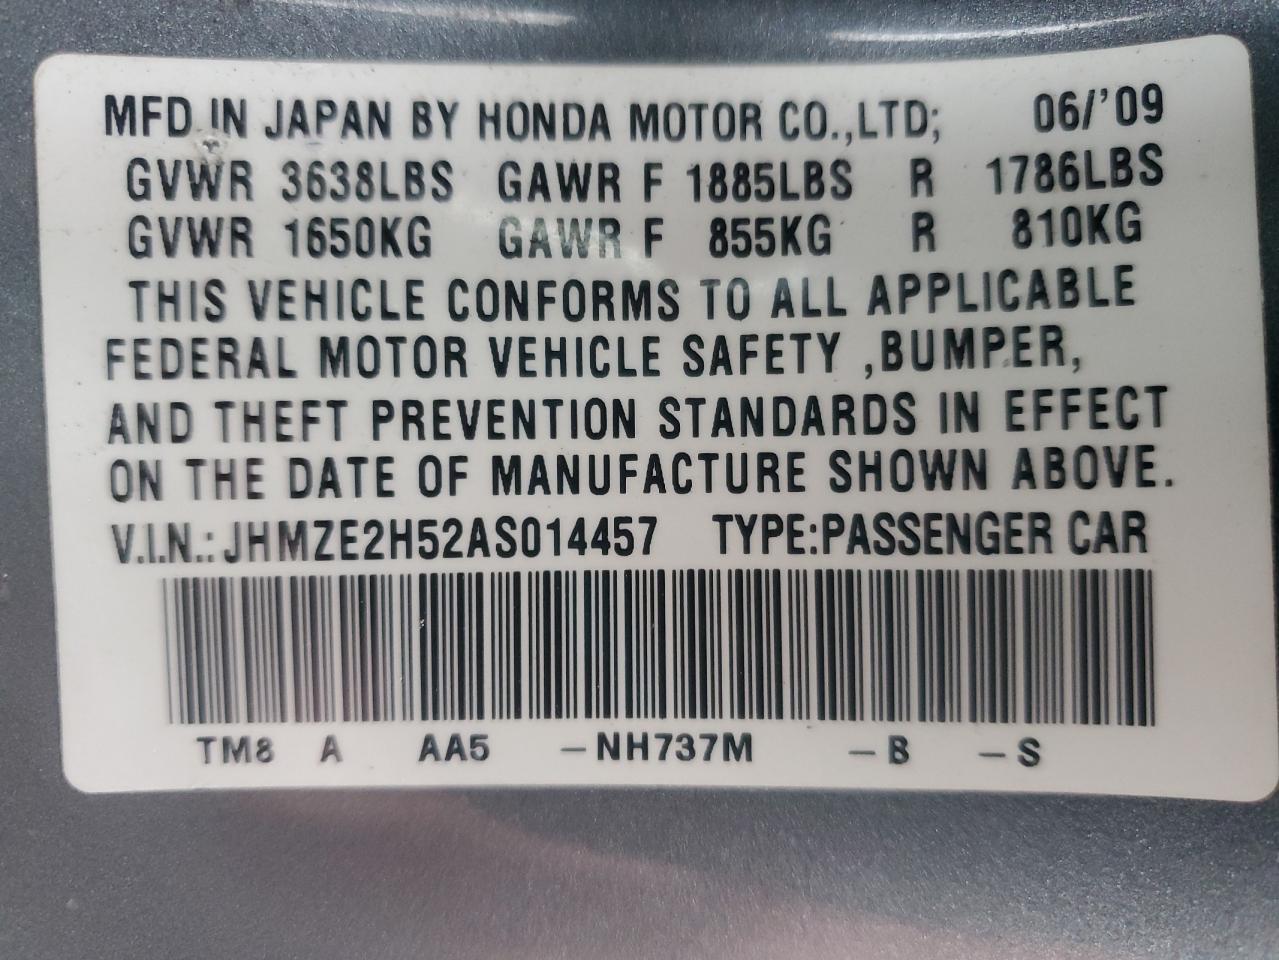 MFD IN JAPAN BY HONDA MOTOR CO.,LTD; 06/'09
GVWR 3638LBS GAWR F 1885LBS R 1786LBS
GVWR 1650KG GAWR F 855KG R 810KG
THIS VEHICLE CONFORMS TO ALL APPLICABLE
FEDERAL MOTOR VEHICLE SAFETY ,BUMPER,
AND THEFT PREVENTION STANDARDS IN EFFECT
ON THE DATE OF MANUFACTURE SHOWN ABOVE.
V.I.N.: JHMZE2H52AS014457 TYPE:PASSENGER CAR
TM8 A AA5 –NH737M –B –S